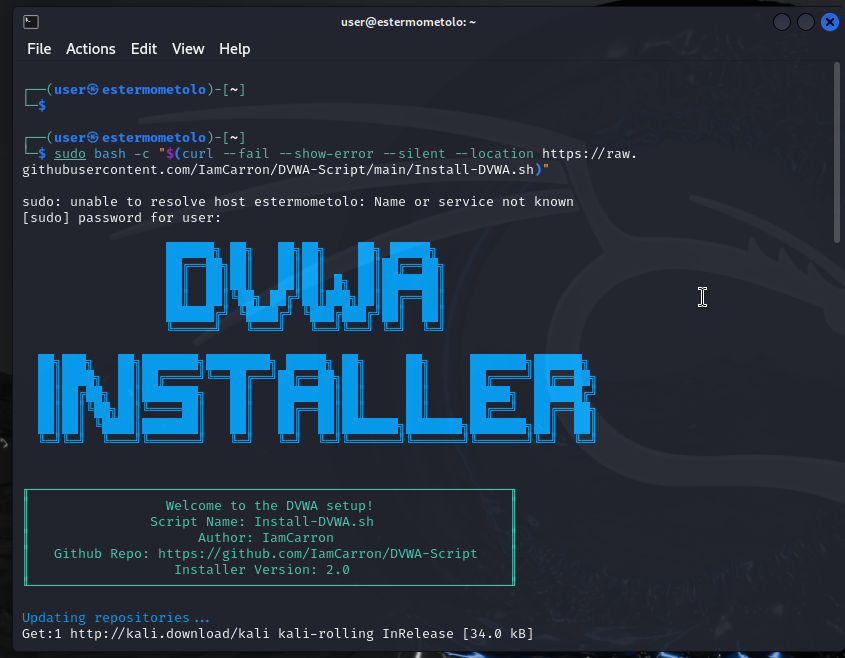 user@estermometolo: ~
File Actions Edit View Help
┌──(user㉿estermometolo)-[~]
└─$
┌──(user㉿estermometolo)-[~]
└─$ sudo bash -c "$(curl --fail --show-error --silent --location https://raw.
githubusercontent.com/IamCarron/DVWA-Script/main/Install-DVWA.sh)"
sudo: unable to resolve host estermometolo: Name or service not known
[sudo] password for user:
DVWA
INSTALLER
Welcome to the DVWA setup!
Script Name: Install-DVWA.sh
Author: IamCarron
Github Repo: https://github.com/IamCarron/DVWA-Script
Installer Version: 2.0
Updating repositories...
Get:1 http://kali.download/kali kali-rolling InRelease [34.0 kB]